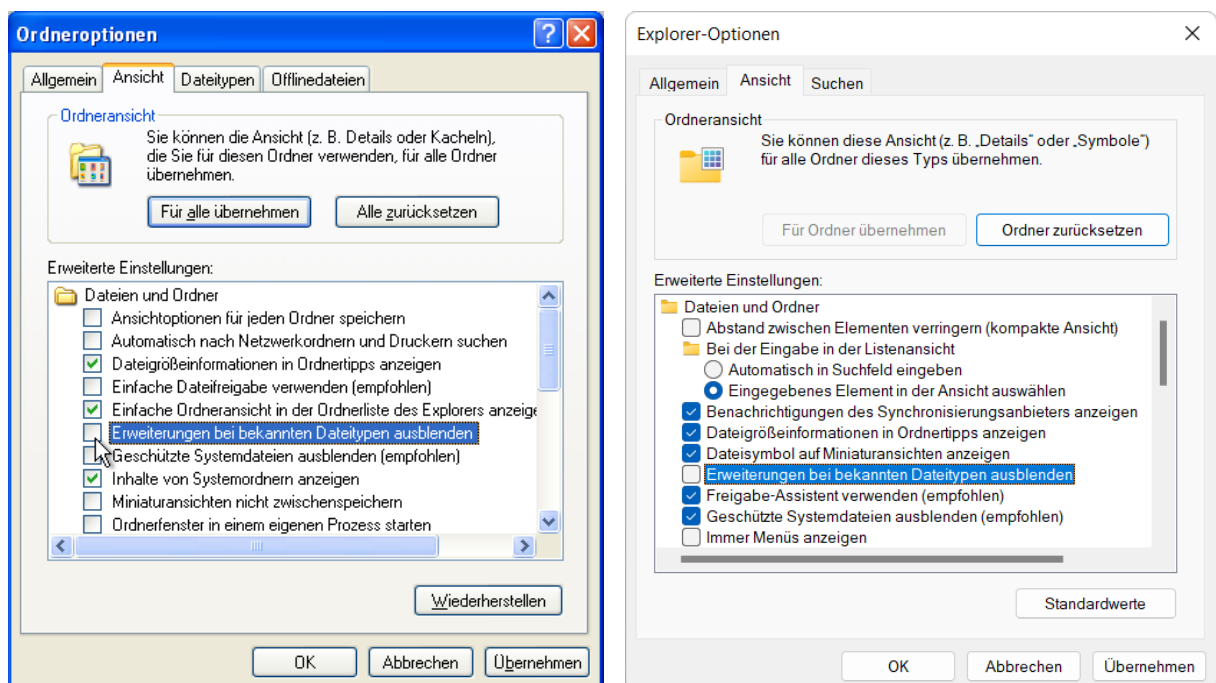 Ordneroptionen
Allgemein
Ansicht
Dateitypen
Offlinedateien
Ordneransicht
Sie können die Ansicht (z. B. Details oder Kacheln),
die Sie für diesen Ordner verwenden, für alle Ordner
übernehmen.
Für alle übernehmen
Alle zurücksetzen
Erweiterte Einstellungen:
Dateien und Ordner
Ansichtoptionen für jeden Ordner speichern
Automatisch nach Netzwerkordnern und Druckern suchen
Dateigrößeinformationen in Ordnertipps anzeigen
Einfache Dateifreigabe verwenden (empfohlen)
Einfache Ordneransicht in der Ordnerliste des Explorers anzeige
Erweiterungen bei bekannten Dateitypen ausblenden
Geschützte Systemdateien ausblenden (empfohlen)
Inhalte von Systemordnern anzeigen
Miniaturansichten nicht zwischenspeichern
Ordnerfenster in einem eigenen Prozess starten
Wiederherstellen
OK
Abbrechen
Übernehmen
Explorer-Optionen
Allgemein
Ansicht
Suchen
Ordneransicht
Sie können diese Ansicht (z. B. „Details“ oder „Symbole“)
für alle Ordner dieses Typs übernehmen.
Für Ordner übernehmen
Ordner zurücksetzen
Erweiterte Einstellungen:
Dateien und Ordner
Abstand zwischen Elementen verringern (kompakte Ansicht)
Bei der Eingabe in der Listenansicht
Automatisch in Suchfeld eingeben
Eingegebenes Element in der Ansicht auswählen
Benachrichtigungen des Synchronisierungsanbieters anzeigen
Dateigrößeinformationen in Ordnertipps anzeigen
Dateisymbol auf Miniaturansichten anzeigen
Erweiterungen bei bekannten Dateitypen ausblenden
Freigabe-Assistent verwenden (empfohlen)
Geschützte Systemdateien ausblenden (empfohlen)
Immer Menüs anzeigen
Standardwerte
OK
Abbrechen
Übernehmen